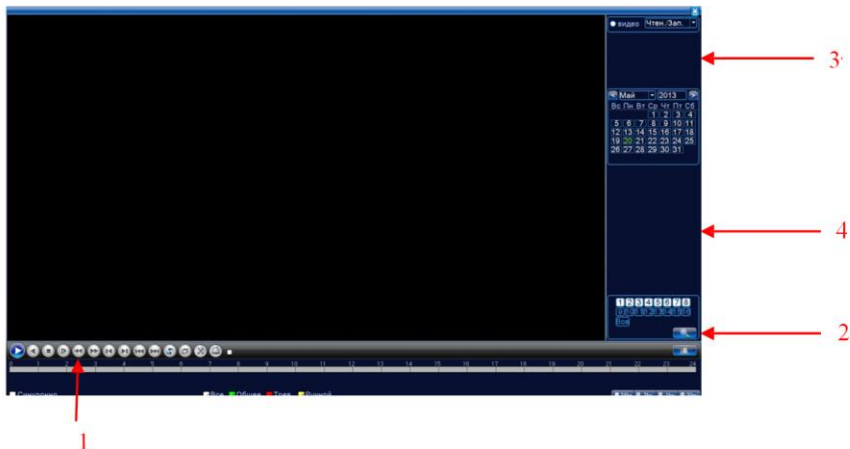 видео Чтен./Зап.
3
Май 2013
Вс Пн Вт Ср Чт Пт Сб
1 2 3 4
5 6 7 8 9 10 11
12 13 14 15 16 17 18
19 20 21 22 23 24 25
26 27 28 29 30 31
4
1 2 3 4 5 6 7 8
Все
2
0 1 2 3 4 5 6 7 8 9 10 11 12 13 14 15 16 17 18 19 20 21 22 23 24
Синхронно Все Общее Трев. Ручной
1